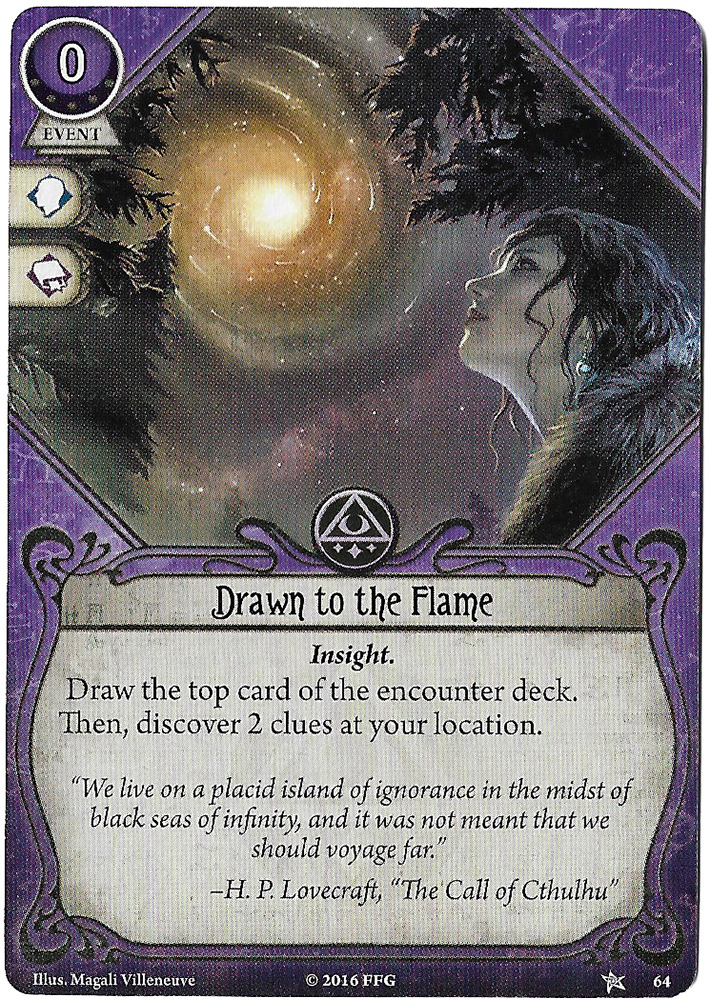 0
EVENT
Drawn to the Flame
Insight.
Draw the top card of the encounter deck.
Then, discover 2 clues at your location.
“We live on a placid island of ignorance in the midst of
black seas of infinity, and it was not meant that we
should voyage far.”
–H. P. Lovecraft, “The Call of Cthulhu”
Illus. Magali Villeneuve © 2016 FFG 64